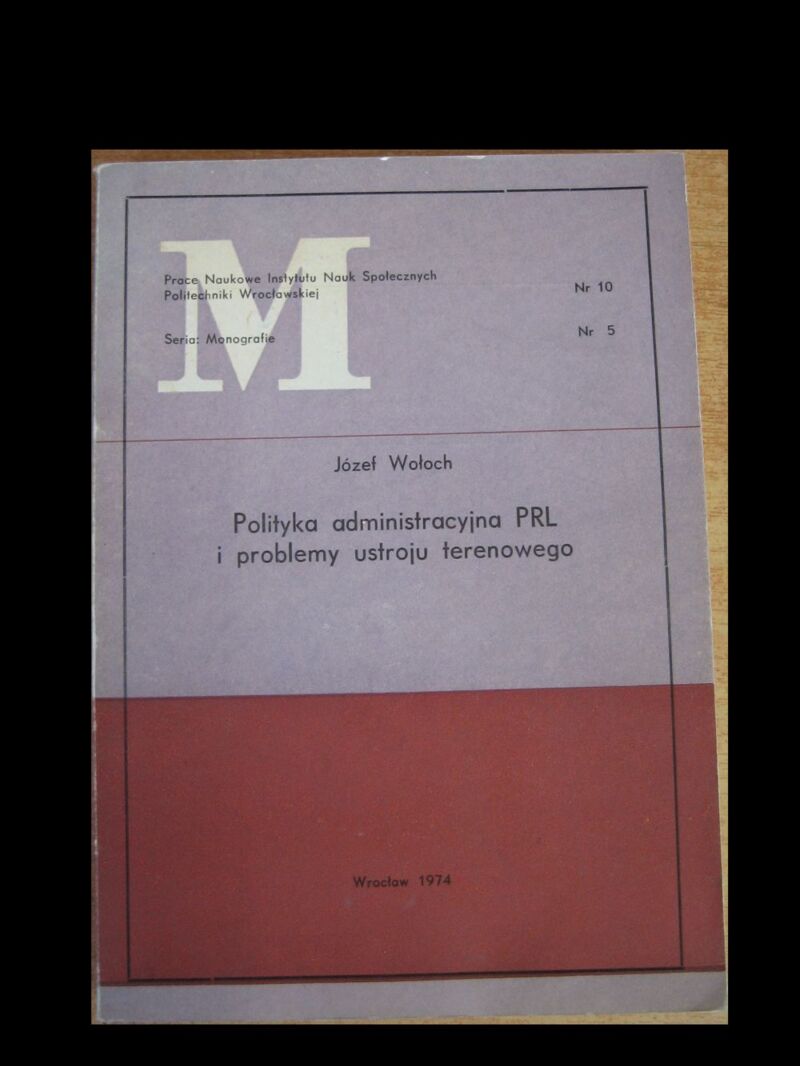 M
Prace Naukowe Instytutu Nauk Społecznych
Politechniki Wrocławskiej
Nr 10
Seria: Monografie
Nr 5
Józef Wołoch
Polityka administracyjna PRL
i problemy ustroju terenowego
Wrocław 1974